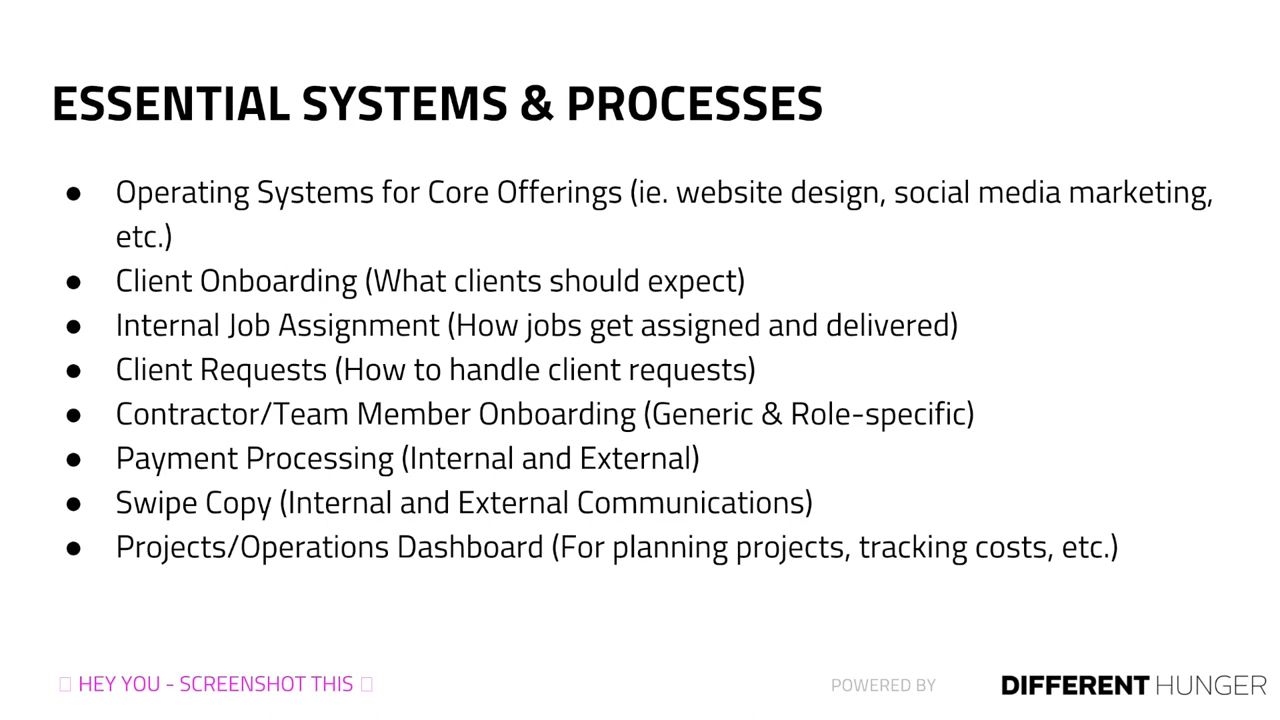 ESSENTIAL SYSTEMS & PROCESSES
● Operating Systems for Core Offerings (ie. website design, social media marketing,
etc.)
● Client Onboarding (What clients should expect)
● Internal Job Assignment (How jobs get assigned and delivered)
● Client Requests (How to handle client requests)
● Contractor/Team Member Onboarding (Generic & Role-specific)
● Payment Processing (Internal and External)
● Swipe Copy (Internal and External Communications)
● Projects/Operations Dashboard (For planning projects, tracking costs, etc.)
HEY YOU - SCREENSHOT THIS
POWERED BY
DIFFERENT HUNGER